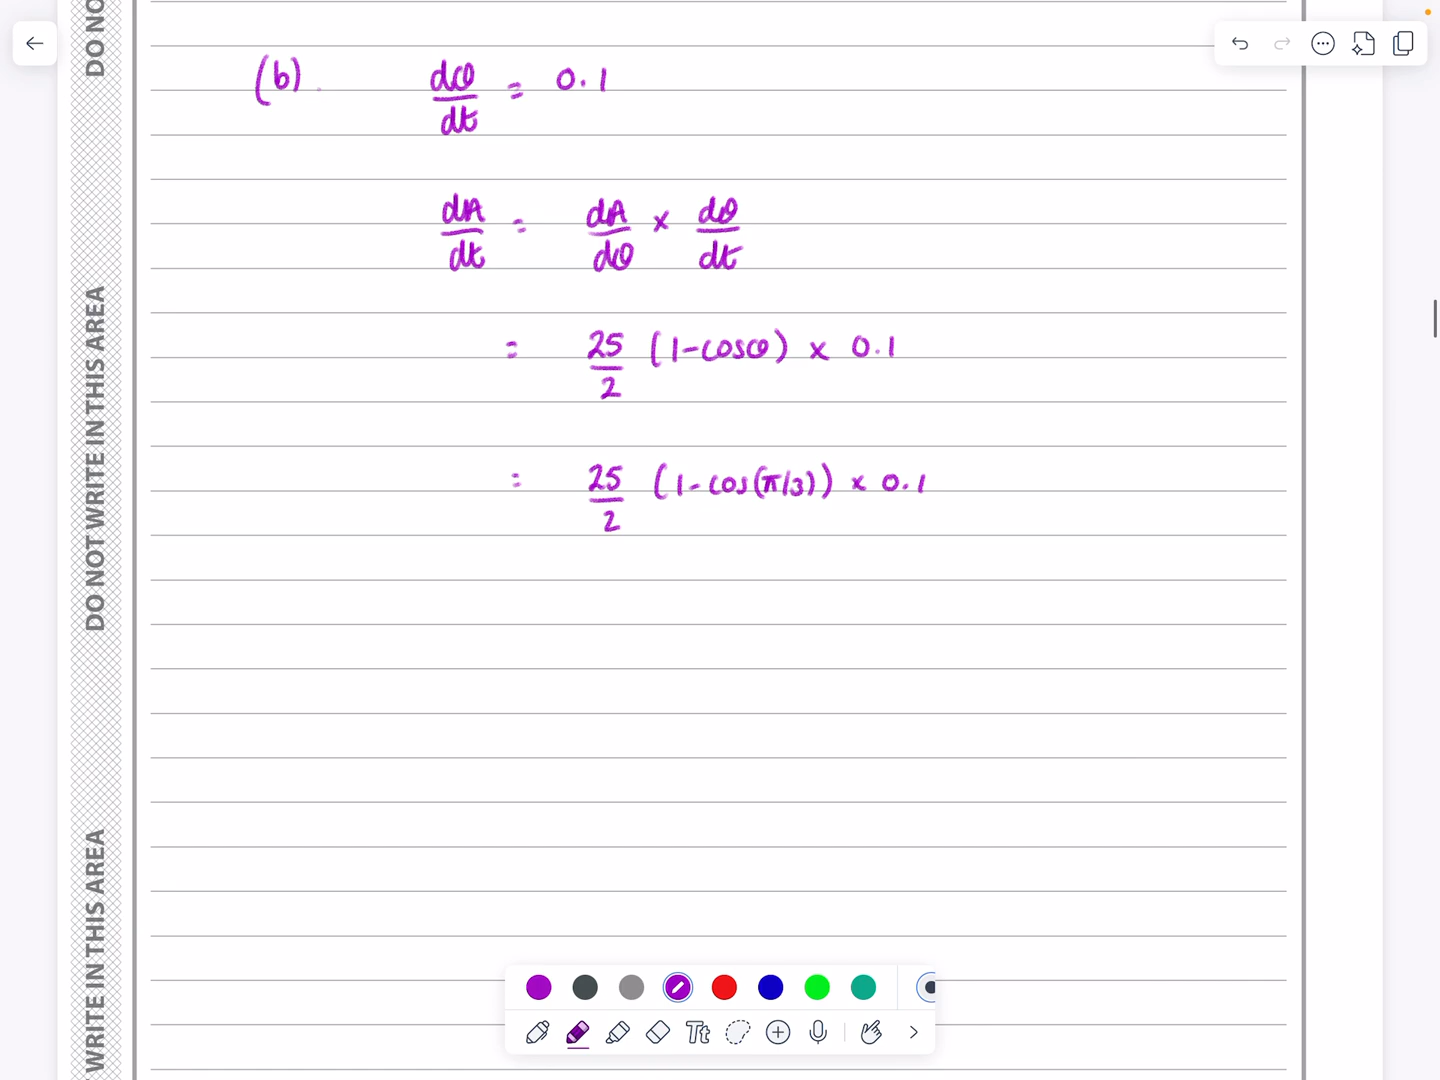 DO NO
(b) dθ/dt = 0.1
dA/dt = dA/dθ × dθ/dt
= 25/2 (1-cosθ) × 0.1
DO NOT WRITE IN THIS AREA
= 25/2 (1-cos(π/3)) × 0.1
WRITE IN THIS AREA
Tt